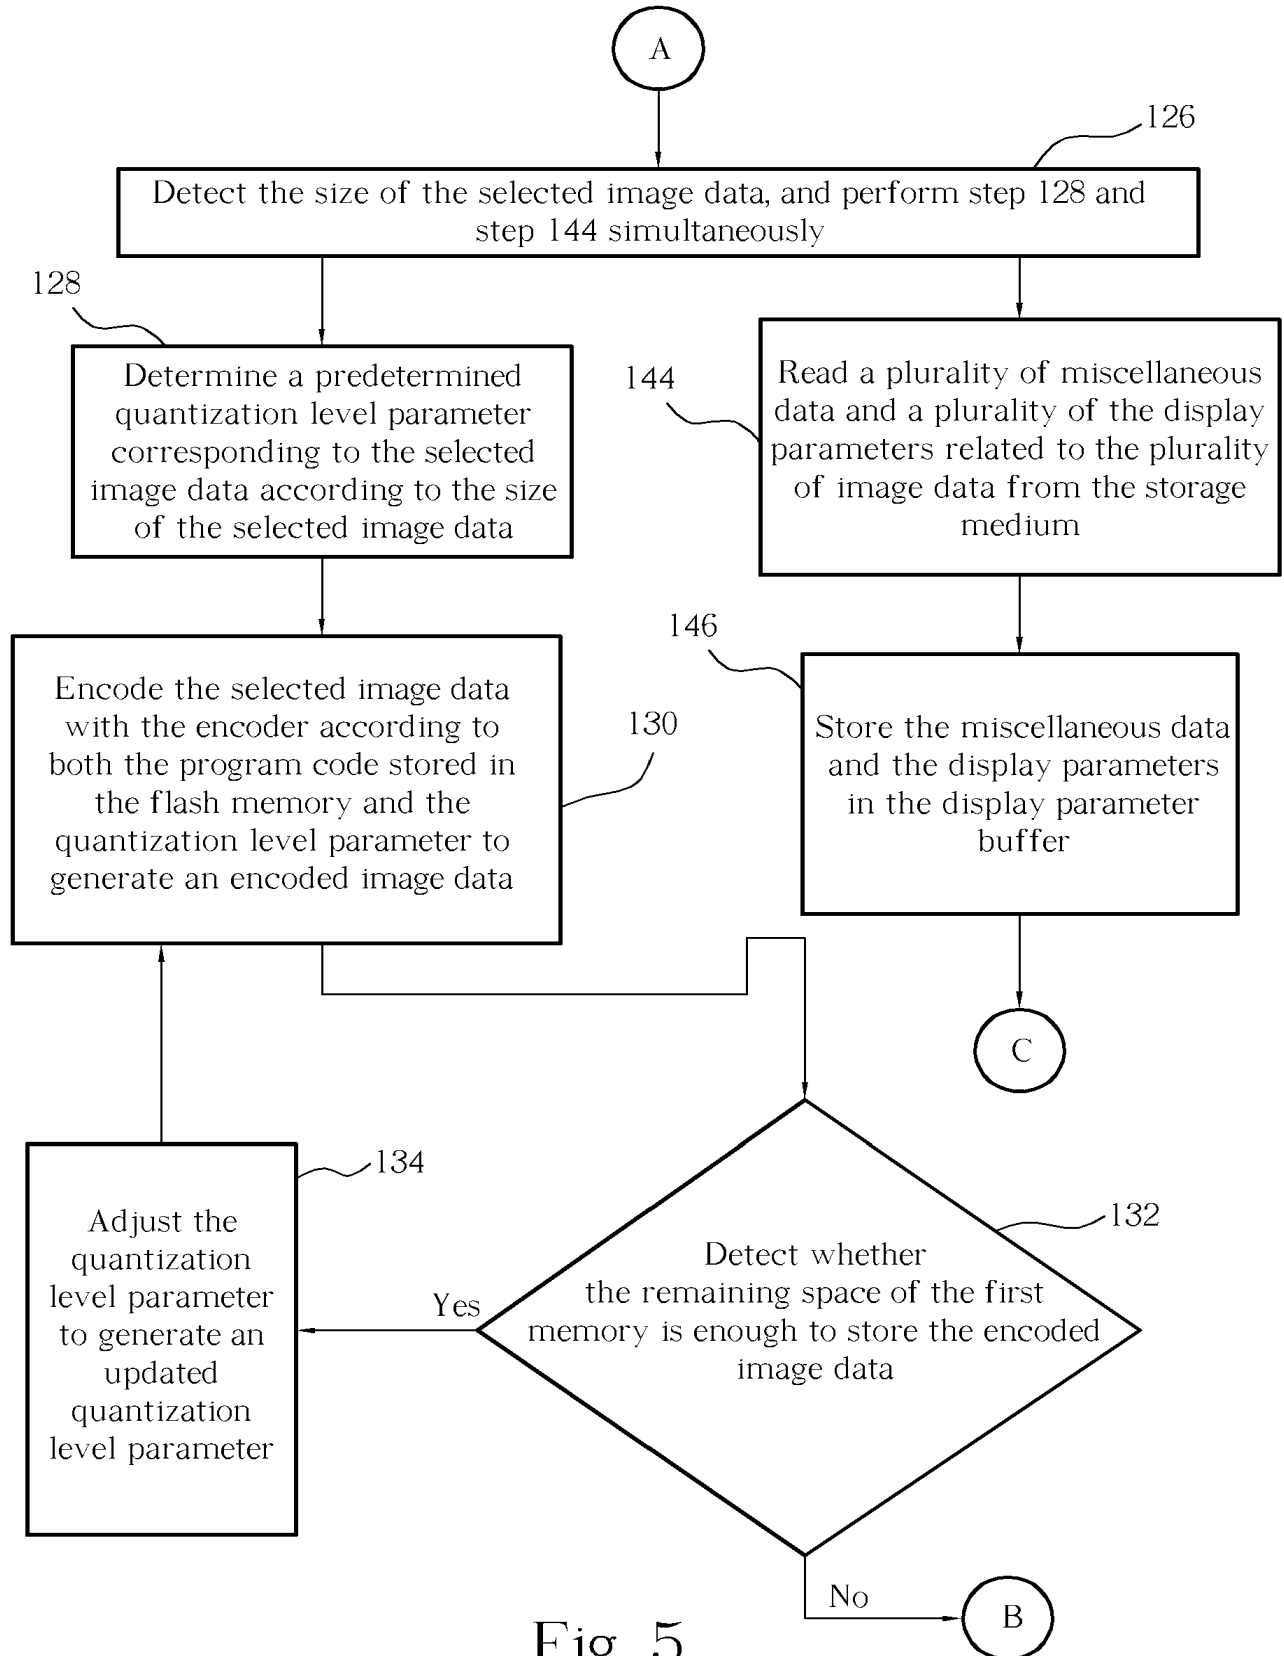 A
126
Detect the size of the selected image data, and perform step 128 and
step 144 simultaneously
128
Determine a predetermined
quantization level parameter
corresponding to the selected
image data according to the size
of the selected image data
144
Read a plurality of miscellaneous
data and a plurality of the display
parameters related to the plurality
of image data from the storage
medium
130
Encode the selected image data
with the encoder according to
both the program code stored in
the flash memory and the
quantization level parameter to
generate an encoded image data
146
Store the miscellaneous data
and the display parameters
in the display parameter
buffer
C
134
Adjust the
quantization
level parameter
to generate an
updated
quantization
level parameter
132
Detect whether
the remaining space of the first
memory is enough to store the encoded
image data
Yes
No
B
Fig. 5